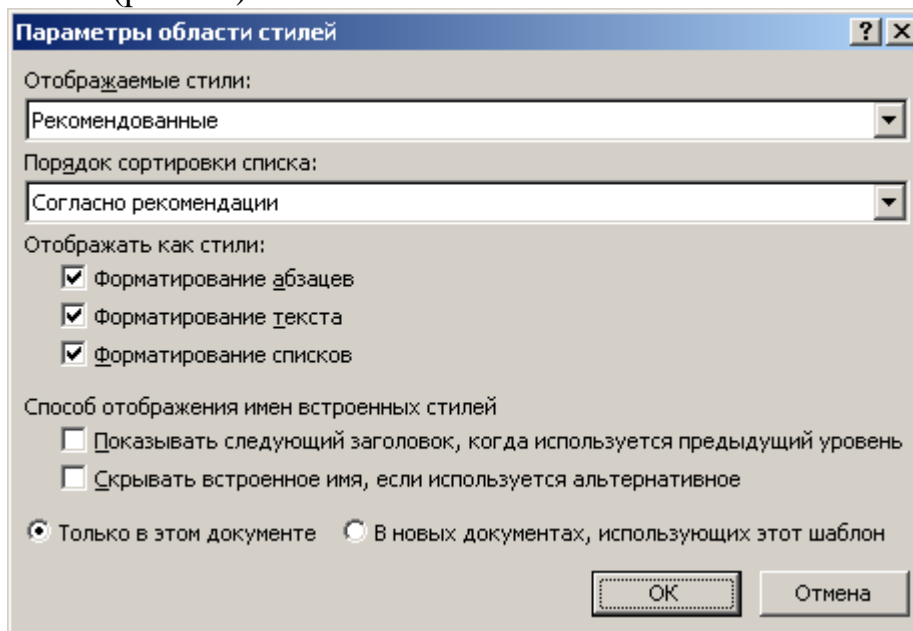 Параметры области стилей
Отображаемые стили:
Рекомендованные
Порядок сортировки списка:
Согласно рекомендации
Отображать как стили:
Форматирование абзацев
Форматирование текста
Форматирование списков
Способ отображения имен встроенных стилей
Показывать следующий заголовок, когда используется предыдущий уровень
Скрывать встроенное имя, если используется альтернативное
Только в этом документе В новых документах, использующих этот шаблон
ОК Отмена